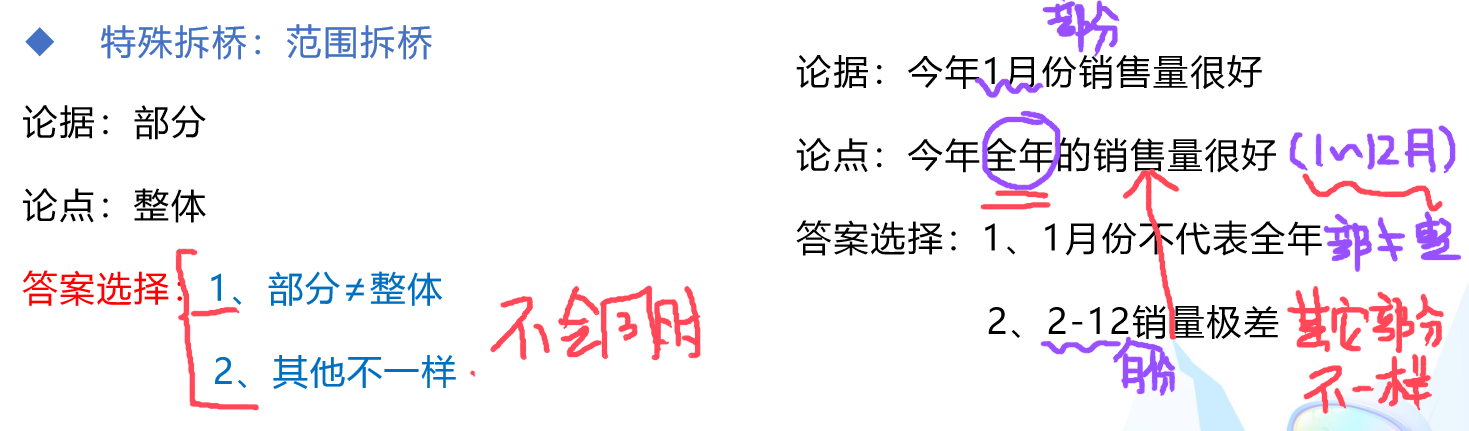 特殊拆桥：范围拆桥
论据：部分
论点：整体
答案选择：1、部分≠整体
2、其他不一样
不会同时
部分
论据：今年1月份销售量很好
论点：今年全年的销售量很好（1~12月）
答案选择：1、1月份不代表全年 部≠整
2、2-12销量极差 其它部分
月份
不一样